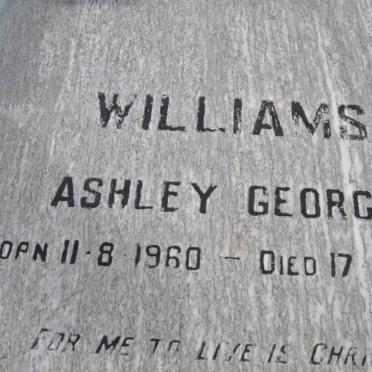 WILLIAMS
ASHLEY GEORG
ORN 11·8 1960 – DIED 17
FOR ME TO LIVE IS CHRI